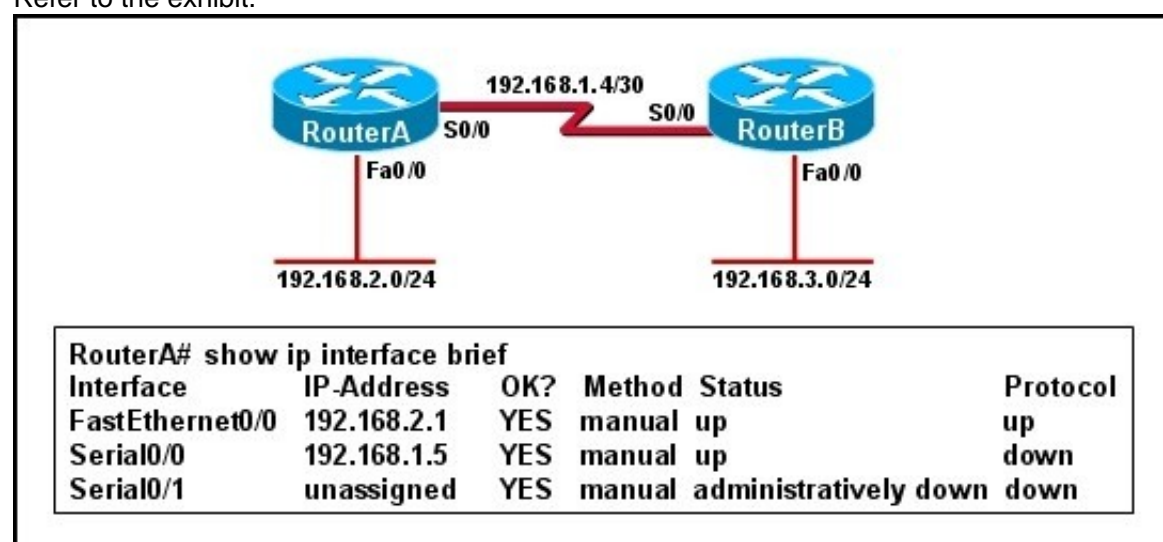 Refer to the exhibit.
192.168.1.4/30
RouterA
S0/0
S0/0
RouterB
Fa0/0
Fa0/0
192.168.2.0/24
192.168.3.0/24
RouterA# show ip interface brief
Interface IP-Address OK? Method Status Protocol
FastEthernet0/0 192.168.2.1 YES manual up up
Serial0/0 192.168.1.5 YES manual up down
Serial0/1 unassigned YES manual administratively down down